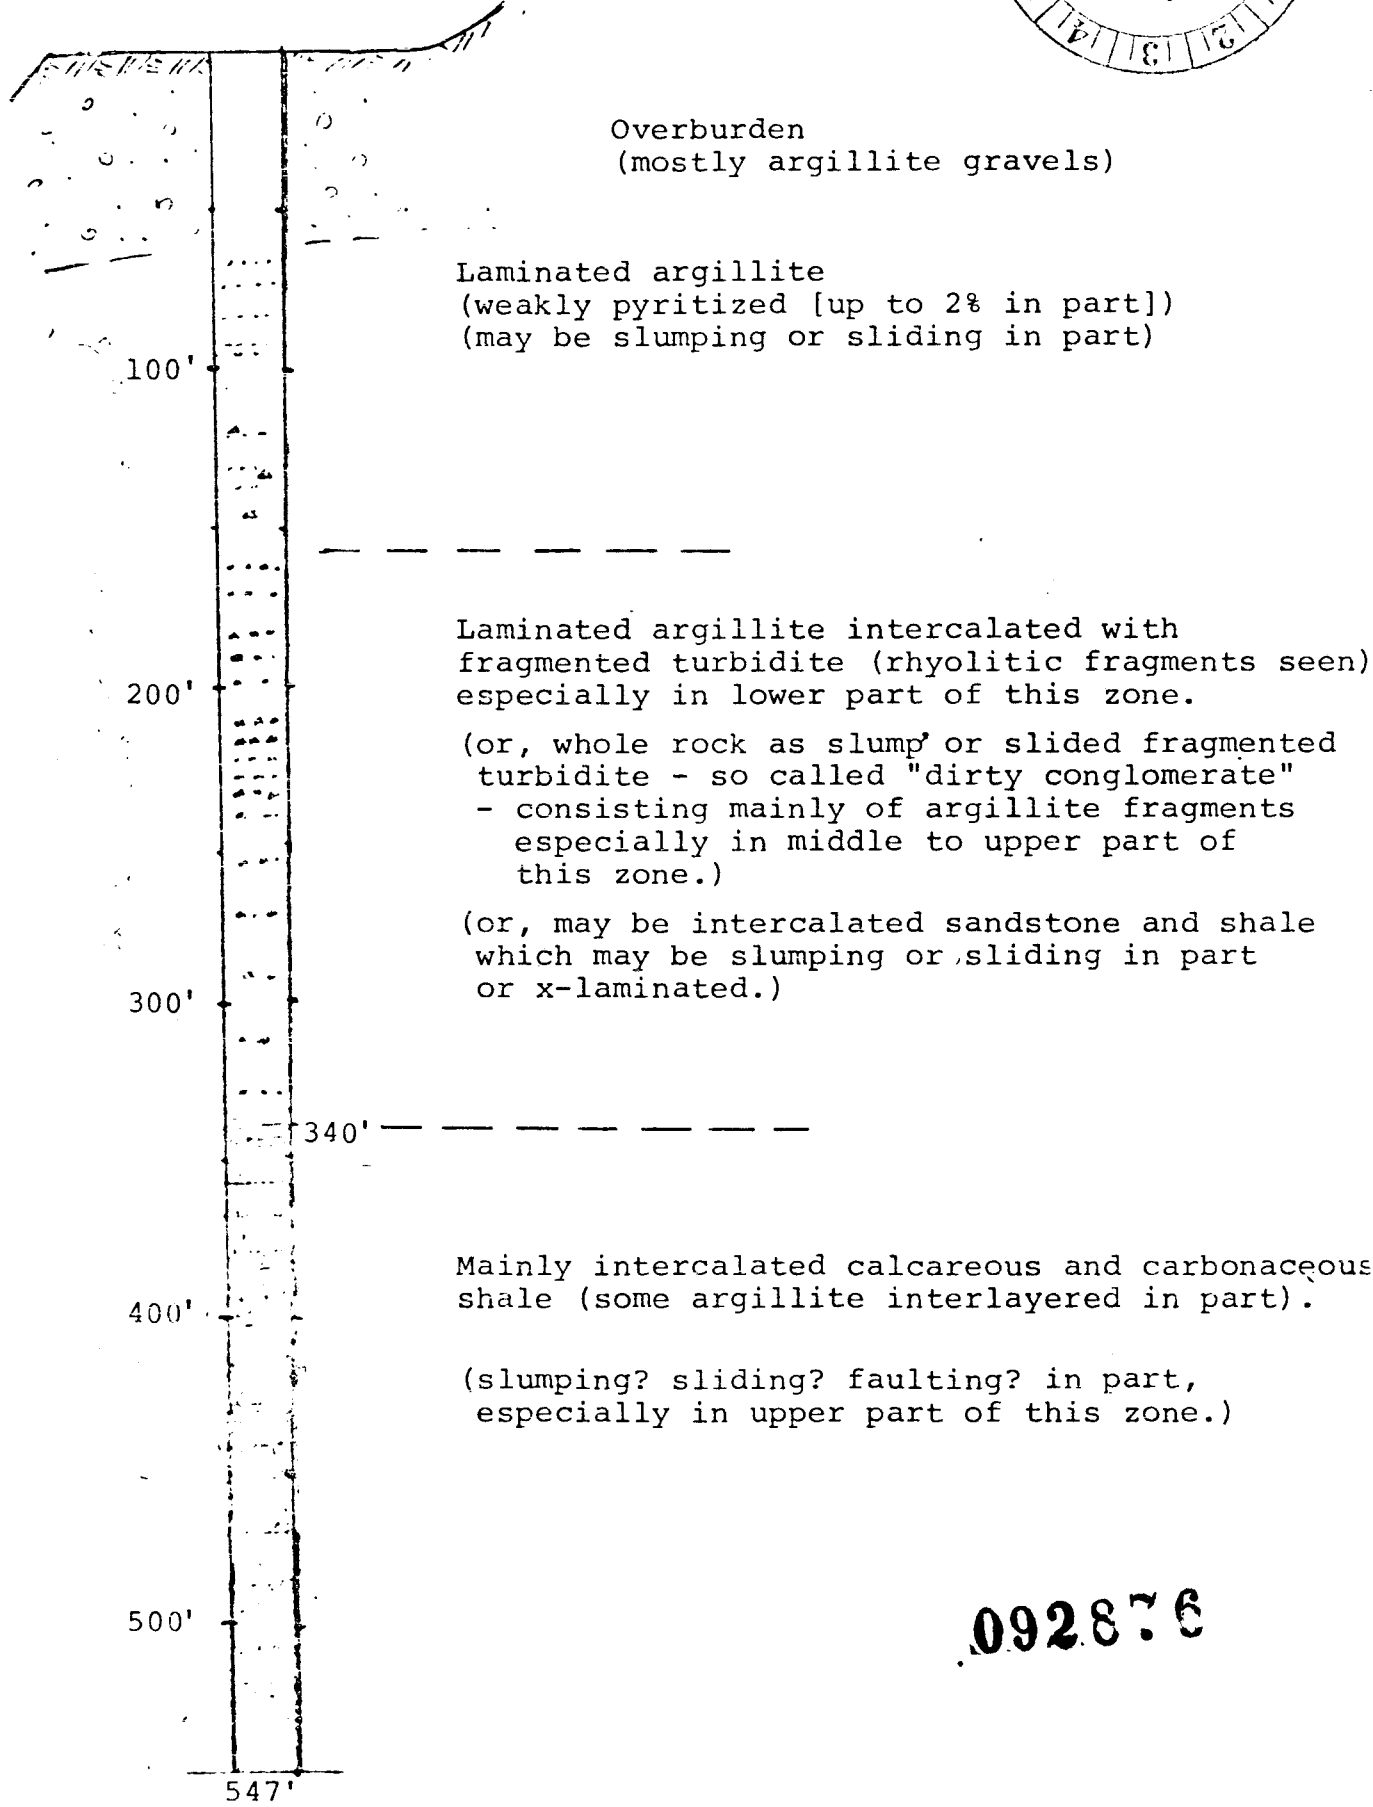 4 3 2
Overburden
(mostly argillite gravels)
Laminated argillite
(weakly pyritized [up to 2% in part])
(may be slumping or sliding in part)
100'
Laminated argillite intercalated with
fragmented turbidite (rhyolitic fragments seen)
200'
especially in lower part of this zone.
(or, whole rock as slump or slided fragmented
turbidite - so called "dirty conglomerate"
- consisting mainly of argillite fragments
especially in middle to upper part of
this zone.)
(or, may be intercalated sandstone and shale
which may be slumping or sliding in part
or x-laminated.)
300'
340'
Mainly intercalated calcareous and carbonaceous
shale (some argillite interlayered in part).
400'
(slumping? sliding? faulting? in part,
especially in upper part of this zone.)
500'
547'